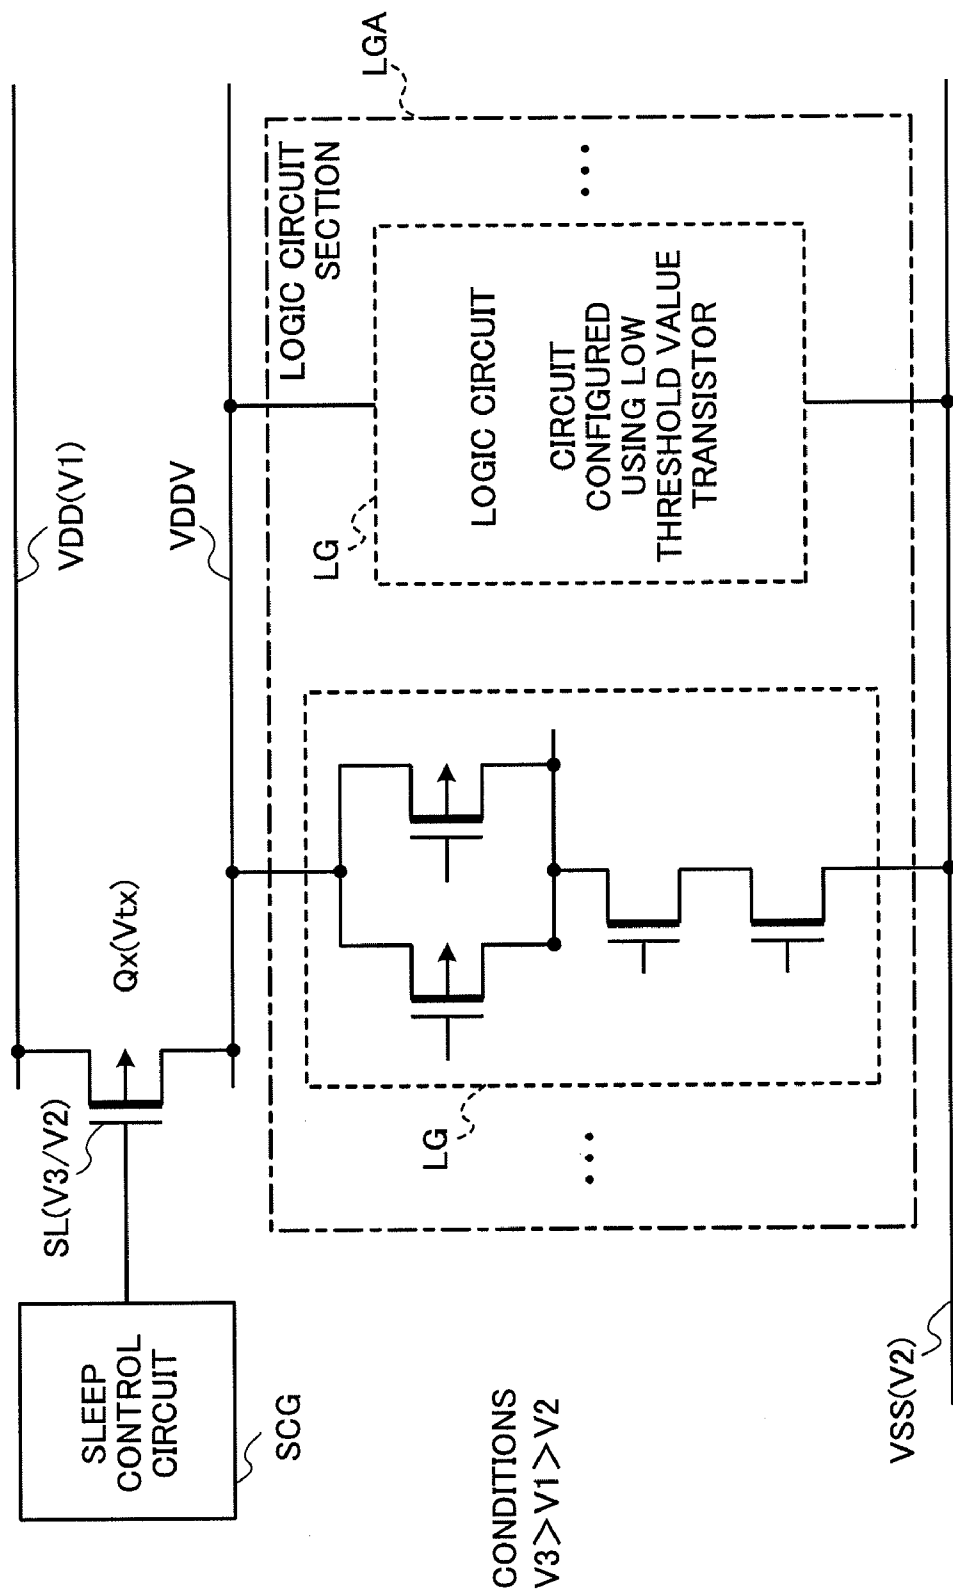 VDD(V1)
VDDV
Qx(Vtx)
SL(V3/V2)
SLEEP
CONTROL
CIRCUIT
SCG
LGA
LOGIC CIRCUIT
SECTION
LG
LOGIC CIRCUIT
CIRCUIT
CONFIGURED
USING LOW
THRESHOLD VALUE
TRANSISTOR
...
LG
...
CONDITIONS
V3>V1>V2
VSS(V2)